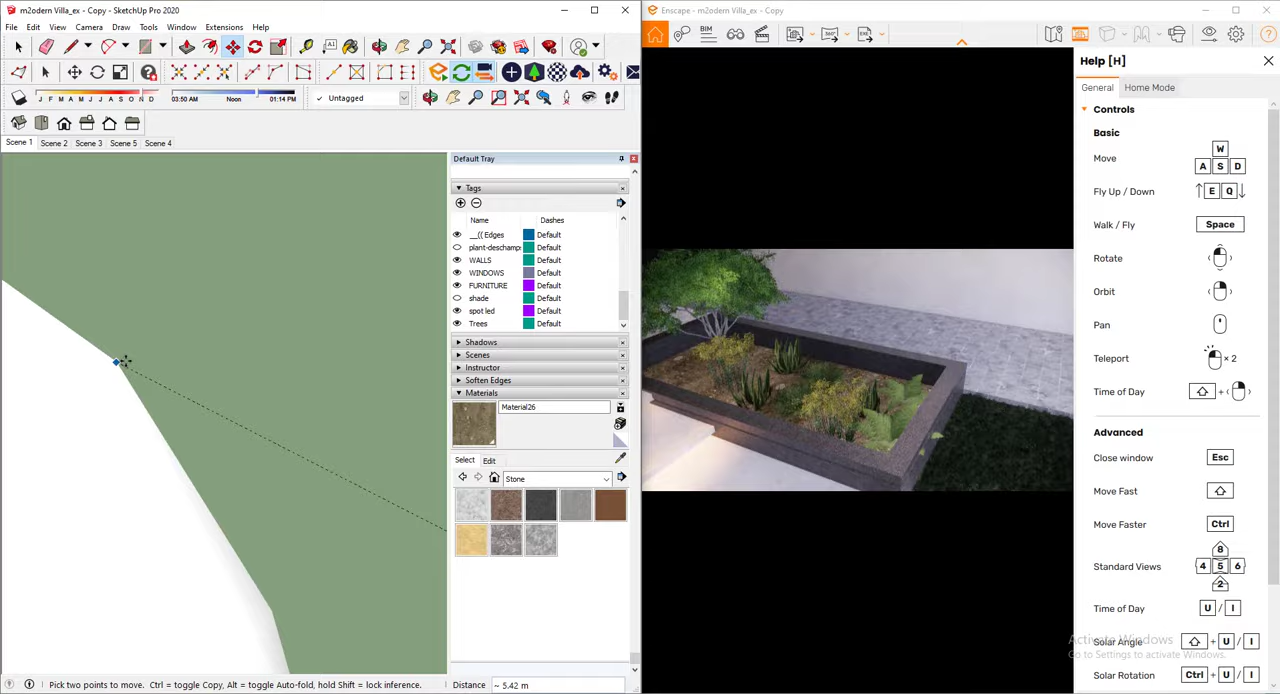 m2odern Villa_ex - Copy - SketchUp Pro 2020
File Edit View Camera Draw Tools Window Extensions Help
J F M A M J J A S O N D 03:50 AM Noon 01:14 PM Untagged
Scene 1 Scene 2 Scene 3 Scene 5 Scene 4
Default Tray
Tags
Name Dashes
__(( Edges Default
plant-deschamps Default
WALLS Default
WINDOWS Default
FURNITURE Default
shade Default
spot led Default
Trees Default
Shadows
Scenes
Instructor
Soften Edges
Materials
Material26
Select Edit
Stone
Pick two points to move. Ctrl = toggle Copy, Alt = toggle Auto-fold, hold Shift = lock inference. Distance ~ 5.42 m
Enscape - m2odern Villa_ex - Copy
BIM
Help [H]
General Home Mode
Controls
Basic
Move W
A S D
Fly Up / Down E Q
Walk / Fly Space
Rotate
Orbit
Pan
Teleport × 2
Time of Day +
Advanced
Close window Esc
Move Fast
Move Faster Ctrl
Standard Views 8
4 5 6
2
Time of Day U / I
Solar Angle + U / I
Solar Rotation Ctrl + U / I
Activate Windows
Go to Settings to activate Windows.